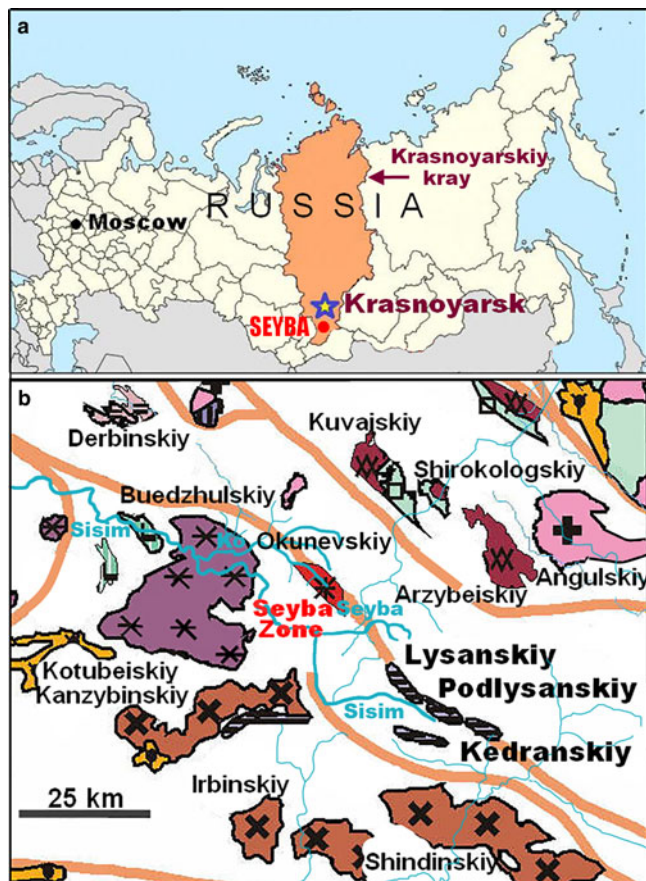 a
Krasnoyarskiy
kray
RUSSIA
Moscow
Krasnoyarsk
SEYBA
b
Derbinskiy
Kuvajskiy
Shirokologskiy
Buedzhulskiy
Sisim
Ko
Okunevskiy
Angulskiy
Arzybeiskiy
Seyba
Zone
Seyba
Lysanskiy
Podlysanskiy
Kotubeiskiy
Kanzybinskiy
Sisim
Kedranskiy
Irbinskiy
25 km
Shindinskiy